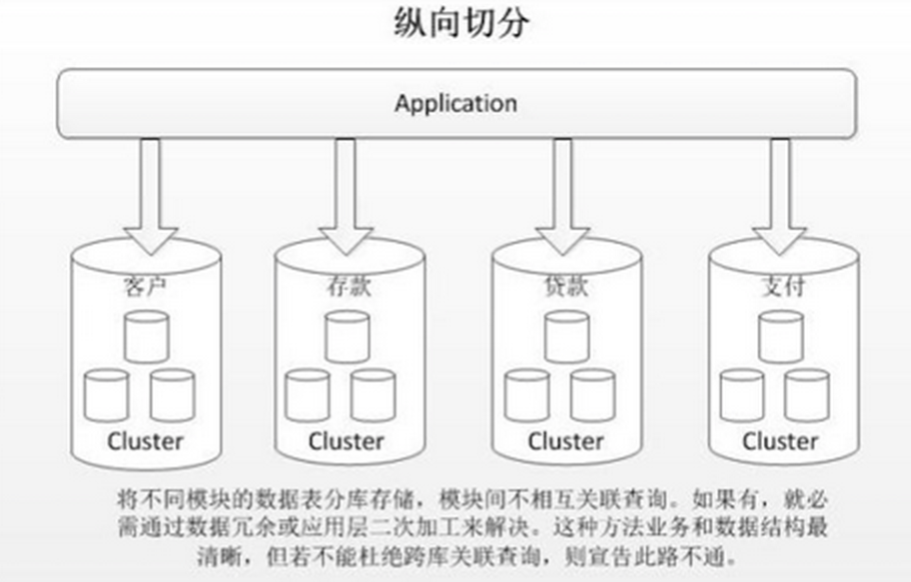 纵向切分
Application
客户 存款 贷款 支付
Cluster Cluster Cluster Cluster
将不同模块的数据表分库存储，模块间不相互关联查询。如果有，就必
需通过数据冗余或应用层二次加工来解决。这种方法业务和数据结构最
清晰，但若不能杜绝跨库关联查询，则宣告此路不通。